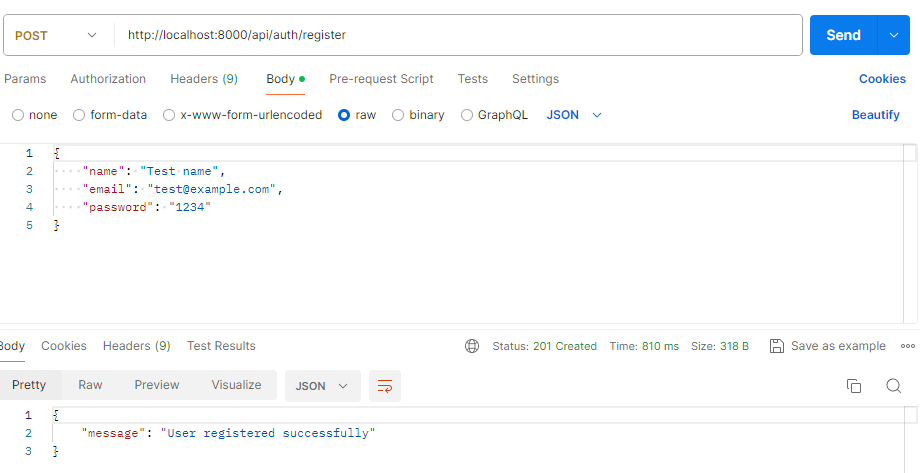 POST http://localhost:8000/api/auth/register Send
Params Authorization Headers (9) Body Pre-request Script Tests Settings Cookies
none form-data x-www-form-urlencoded raw binary GraphQL JSON Beautify
1 {
2 "name": "Test name",
3 "email": "test@example.com",
4 "password": "1234"
5 }
Body Cookies Headers (9) Test Results Status: 201 Created Time: 810 ms Size: 318 B Save as example
Pretty Raw Preview Visualize JSON
1 {
2 "message": "User registered successfully"
3 }